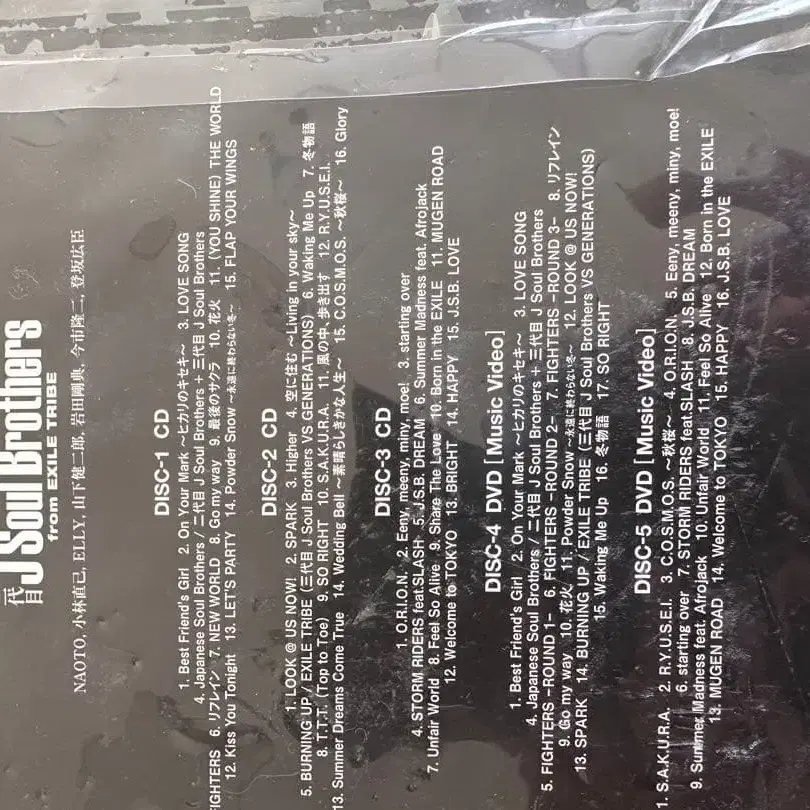 代目
J Soul Brothers
from EXILE TRIBE
NAOTO, 小林直己, ELLY, 山下健二郎, 岩田剛典, 今市隆二, 登坂広臣
DISC-1 CD
1. Best Friend's Girl 2. On Your Mark ～ヒカリのキセキ～ 3. LOVE SONG
4. Japanese Soul Brothers / 二代目 J Soul Brothers + 三代目 J Soul Brothers
FIGHTERS 6. リフレイン 7. NEW WORLD 8. Go my way 9. 最後のサクラ 10. 花火 11. (YOU SHINE) THE WORLD
12. Kiss You Tonight 13. LET'S PARTY 14. Powder Snow ～永遠に終わらない冬～ 15. FLAP YOUR WINGS
DISC-2 CD
1. LOOK @ US NOW! 2. SPARK 3. Higher 4. 空に住む ～Living in your sky～
5. BURNING UP / EXILE TRIBE (三代目 J Soul Brothers VS GENERATIONS) 6. Waking Me Up 7. 冬物語
8. T.T.T. (Top to Toe) 9. SO RIGHT 10. S.A.K.U.R.A. 11. 風の中、歩き出す 12. R.Y.U.S.E.I.
13. Summer Dreams Come True 14. Wedding Bell ～素晴らしきかな人生～ 15. C.O.S.M.O.S. ～秋桜～ 16. Glory
DISC-3 CD
1. O.R.I.O.N. 2. Eeny, meeny, miny, moe! 3. starting over
4. STORM RIDERS feat.SLASH 5. J.S.B. DREAM 6. Summer Madness feat. Afrojack
7. Unfair World 8. Feel So Alive 9. Share The Love 10. Born in the EXILE 11. MUGEN ROAD
12. Welcome to TOKYO 13. BRIGHT 14. HAPPY 15. J.S.B. LOVE
DISC-4 DVD [Music Video]
1. Best Friend's Girl 2. On Your Mark ～ヒカリのキセキ～ 3. LOVE SONG
4. Japanese Soul Brothers / 二代目 J Soul Brothers + 三代目 J Soul Brothers
5. FIGHTERS -ROUND 1- 6. FIGHTERS -ROUND 2- 7. FIGHTERS -ROUND 3- 8. リフレイン
9. Go my way 10. 花火 11. Powder Snow ～永遠に終わらない冬～ 12. LOOK @ US NOW!
13. SPARK 14. BURNING UP / EXILE TRIBE (三代目 J Soul Brothers VS GENERATIONS)
15. Waking Me Up 16. 冬物語 17. SO RIGHT
DISC-5 DVD [Music Video]
1. S.A.K.U.R.A. 2. R.Y.U.S.E.I. 3. C.O.S.M.O.S. ～秋桜～ 4. O.R.I.O.N. 5. Eeny, meeny, miny, moe!
6. starting over 7. STORM RIDERS feat.SLASH 8. J.S.B. DREAM
9. Summer Madness feat. Afrojack 10. Unfair World 11. Feel So Alive 12. Born in the EXILE
13. MUGEN ROAD 14. Welcome to TOKYO 15. HAPPY 16. J.S.B. LOVE